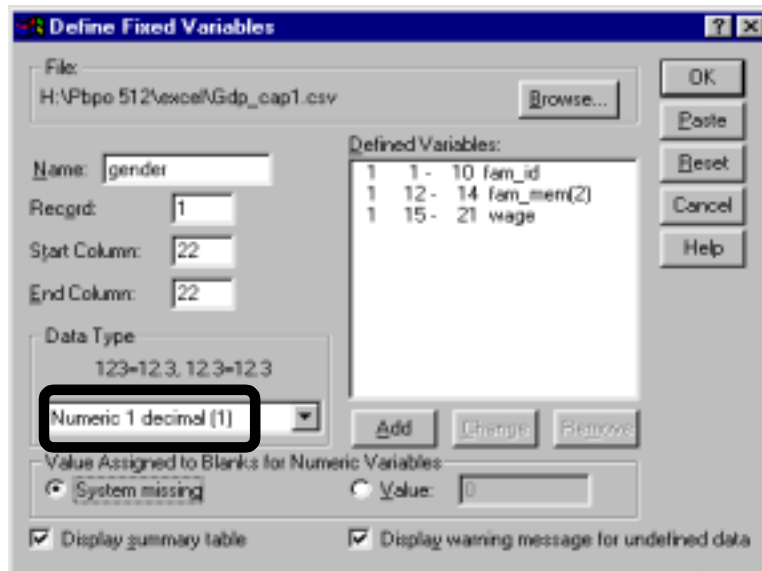 Define Fixed Variables
File:
H:\Pbpo 512\excel\Gdp_cap1.csv
Browse...
OK
Paste
Reset
Cancel
Help
Name: gender
Record: 1
Start Column: 22
End Column: 22
Defined Variables:
1 1 - 10 fam_id
1 12 - 14 fam_mem(2)
1 15 - 21 wage
Data Type
123=12.3, 12.3=12.3
Numeric 1 decimal (1)
Add Change Remove
Value Assigned to Blanks for Numeric Variables
System missing Value: 0
Display summary table Display warning message for undefined data